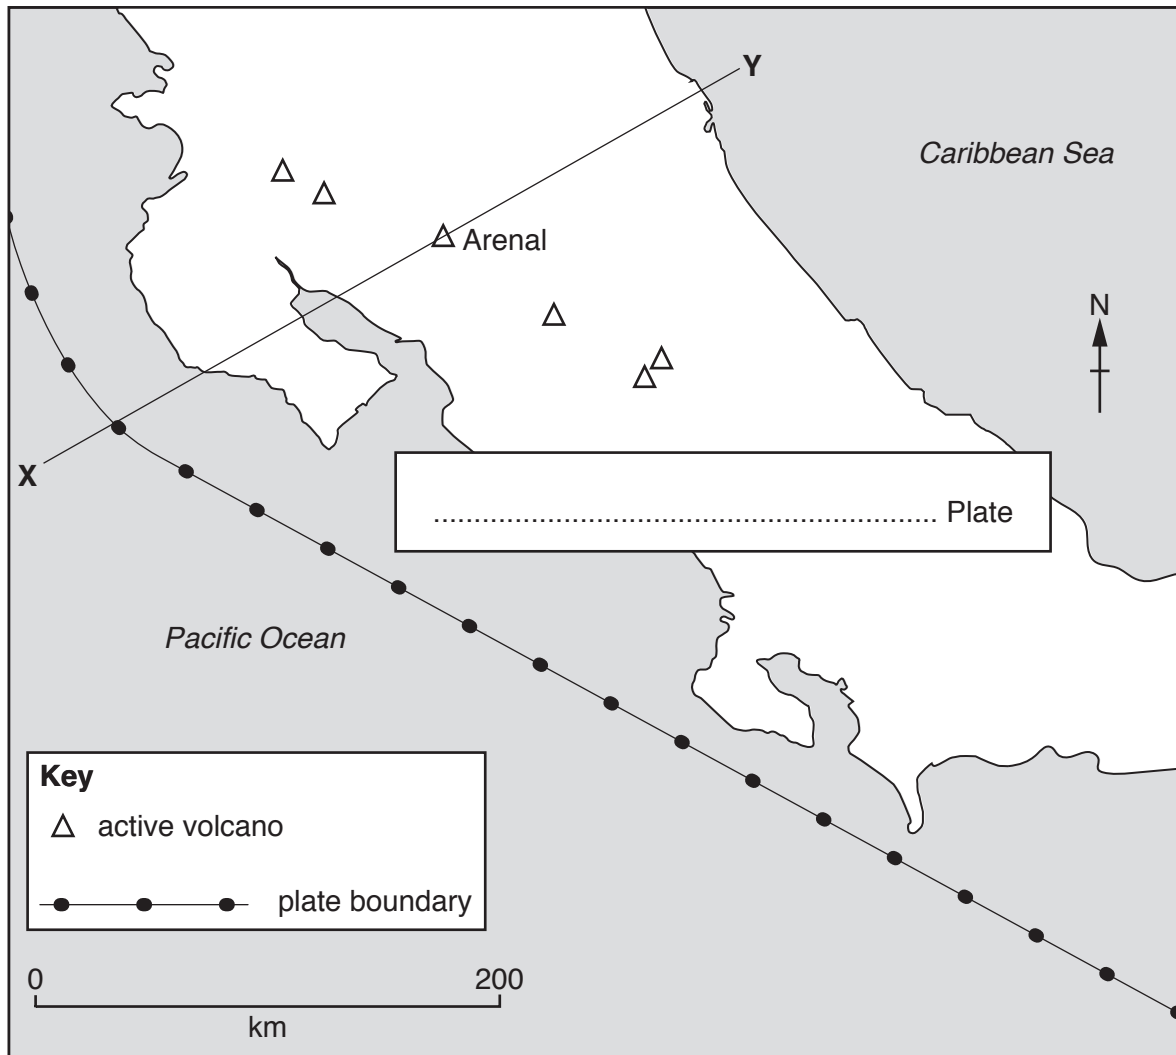 Y
Caribbean Sea
Arenal
N
X
.............................................................. Plate
Pacific Ocean
Key
active volcano
plate boundary
0 200
km